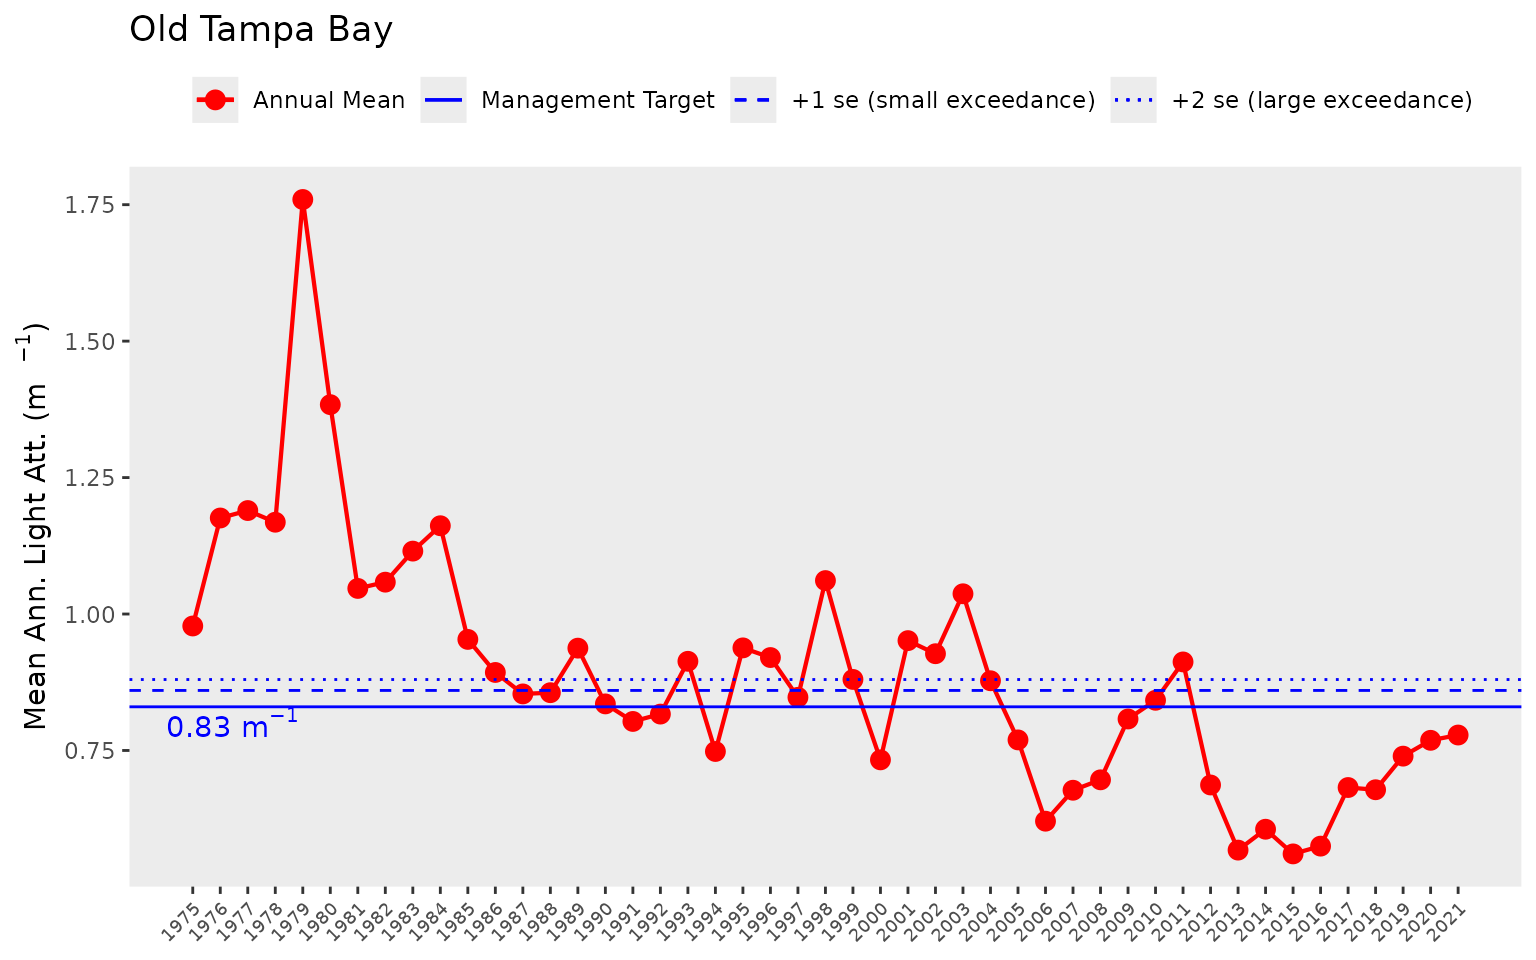 Old Tampa Bay
Annual Mean Management Target +1 se (small exceedance) +2 se (large exceedance)
Mean Ann. Light Att. (m ⁻¹)
1.75
1.50
1.25
1.00
0.75
0.83 m⁻¹
1975 1976 1977 1978 1979 1980 1981 1982 1983 1984 1985 1986 1987 1988 1989 1990 1991 1992 1993 1994 1995 1996 1997 1998 1999 2000 2001 2002 2003 2004 2005 2006 2007 2008 2009 2010 2011 2012 2013 2014 2015 2016 2017 2018 2019 2020 2021